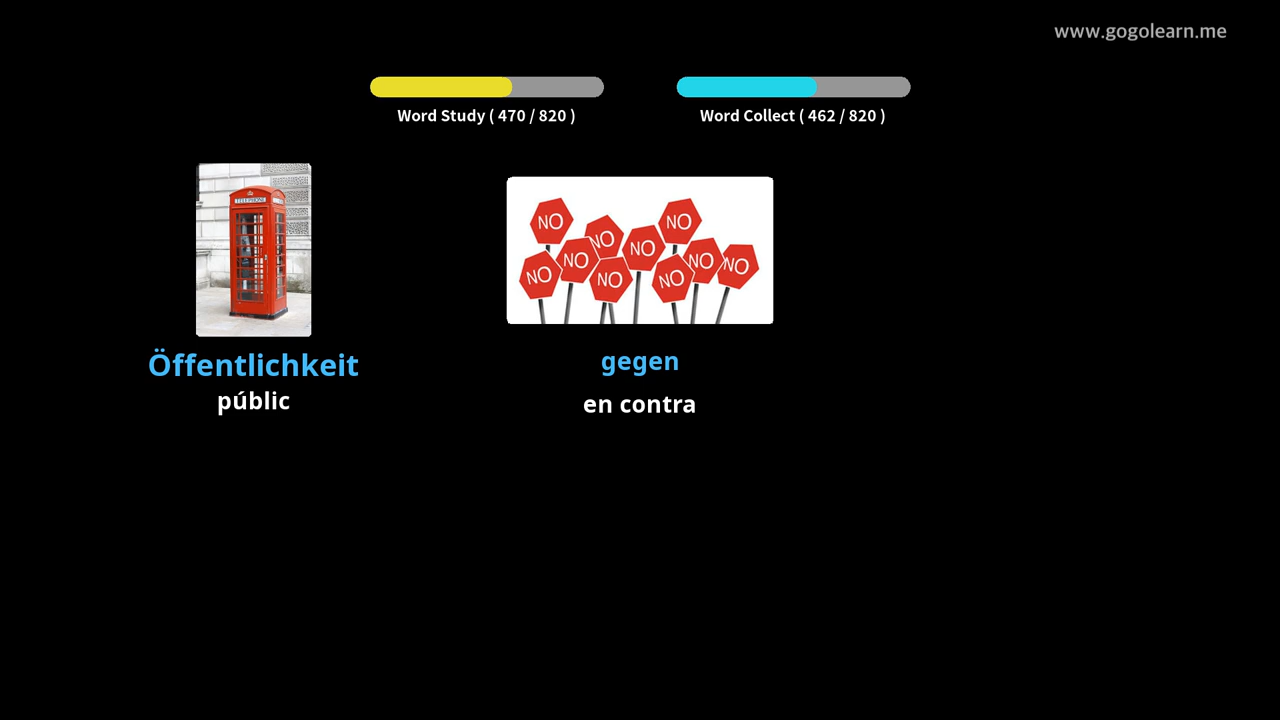 www.gogolearn.me
Word Study ( 470 / 820 )
Word Collect ( 462 / 820 )
TELEPHONE
NO
NO
NO
NO
NO
NO
NO
NO
NO
NO
Öffentlichkeit
públic
gegen
en contra